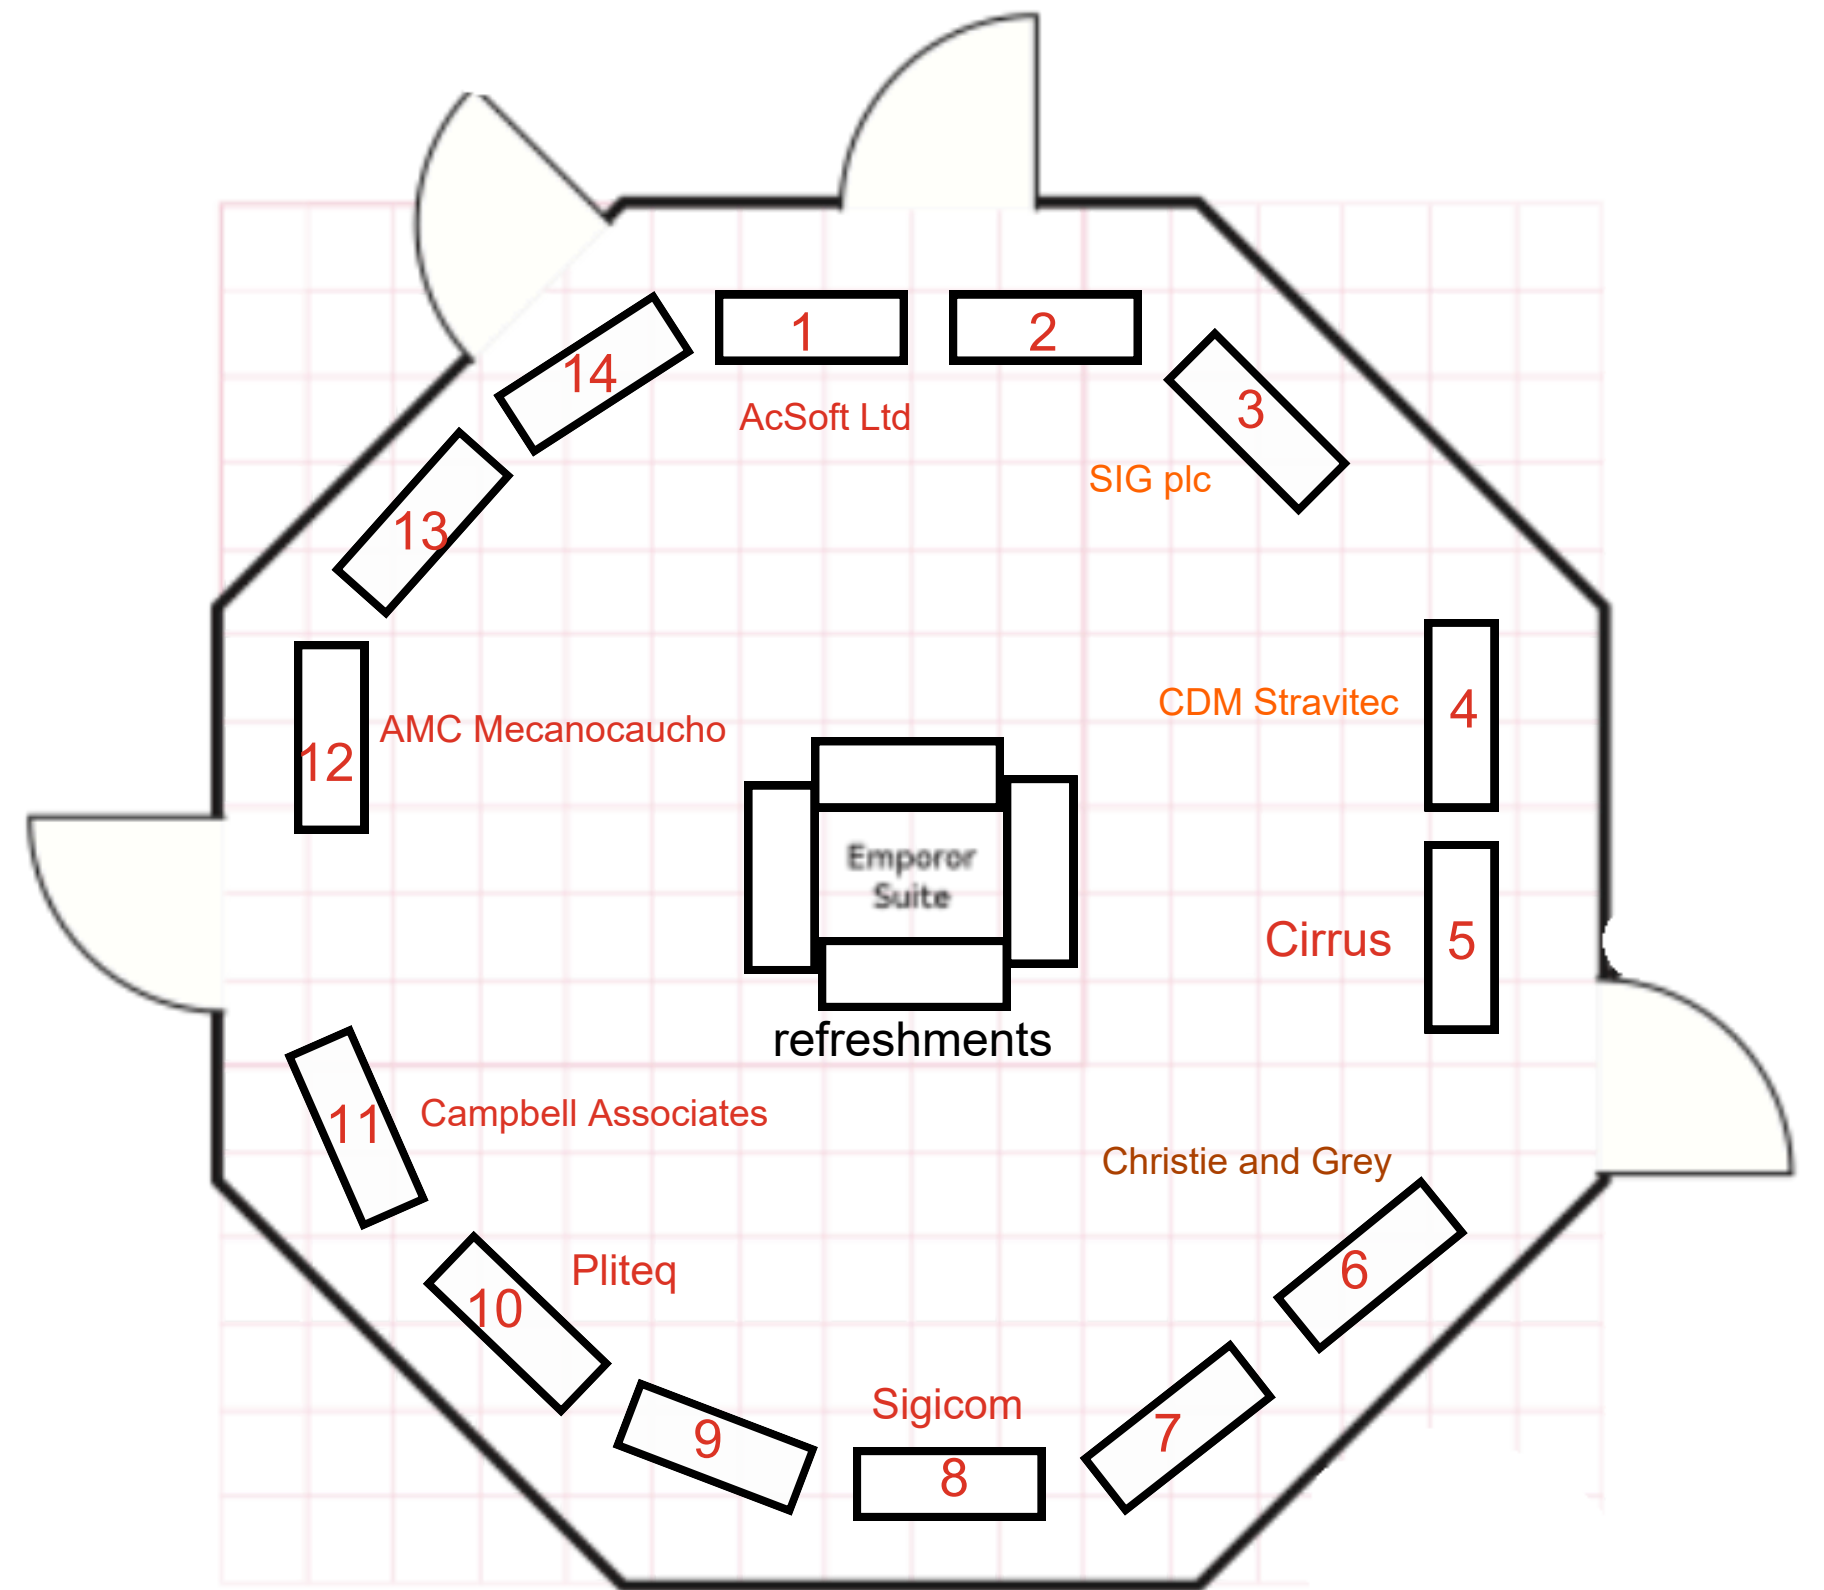 1
2
14
3
AcSoft Ltd
SIG plc
13
CDM Stravitec
4
AMC Mecanocaucho
12
Emporor
Suite
Cirrus
5
refreshments
11
Campbell Associates
Christie and Grey
Pliteq
6
10
Sigicom
7
9
8